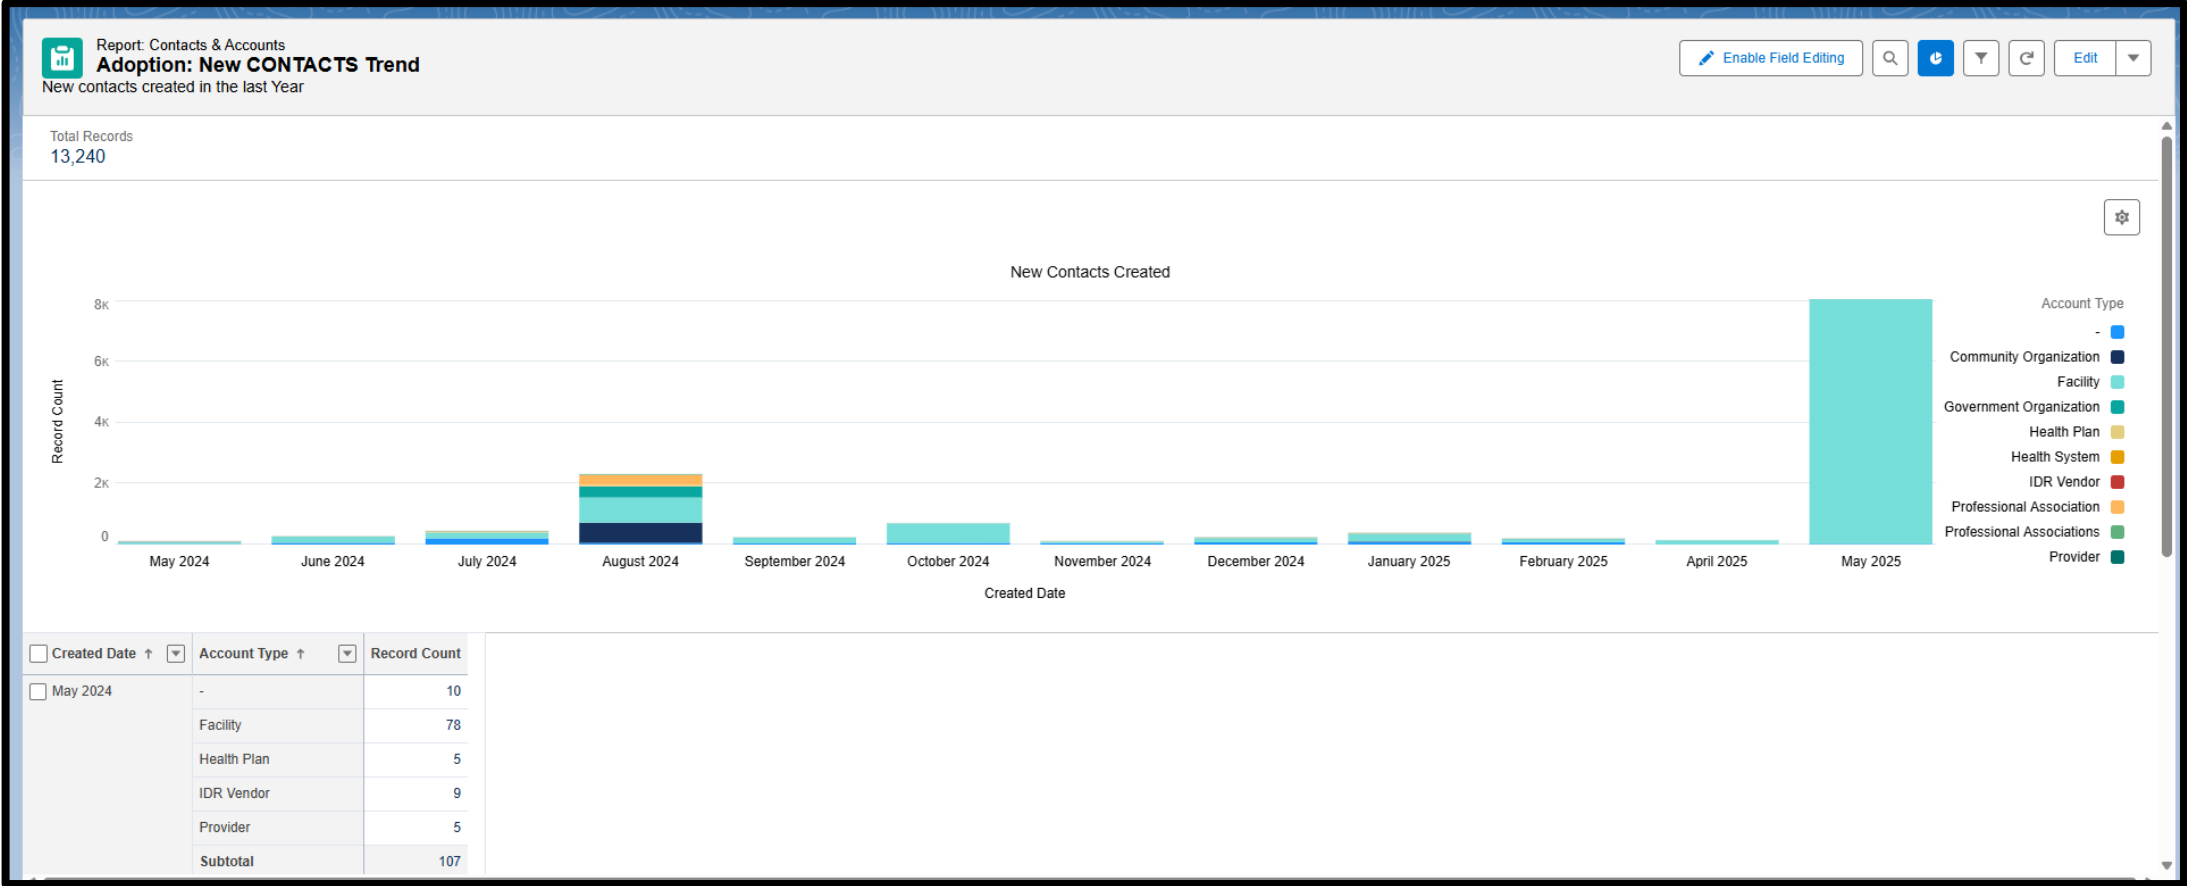 Report: Contacts & Accounts
Adoption: New CONTACTS Trend
New contacts created in the last Year
Enable Field Editing
Edit
Total Records
13,240
New Contacts Created
8K
6K
4K
2K
0
Record Count
May 2024 June 2024 July 2024 August 2024 September 2024 October 2024 November 2024 December 2024 January 2025 February 2025 April 2025 May 2025
Created Date
Account Type
-
Community Organization
Facility
Government Organization
Health Plan
Health System
IDR Vendor
Professional Association
Professional Associations
Provider
Created Date ↑ Account Type ↑ Record Count
May 2024 - 10
Facility 78
Health Plan 5
IDR Vendor 9
Provider 5
Subtotal 107